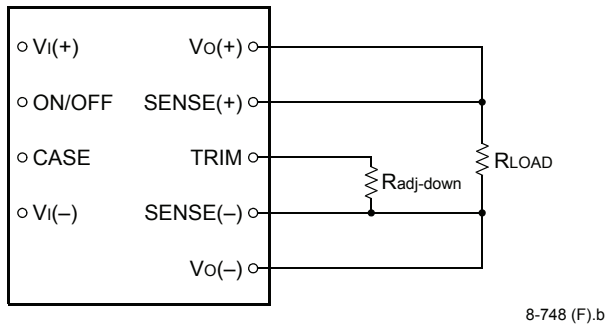 VI(+) VO(+)
ON/OFF SENSE(+)
CASE TRIM
RLOAD
Radj-down
VI(–) SENSE(–)
VO(–)
8-748 (F).b